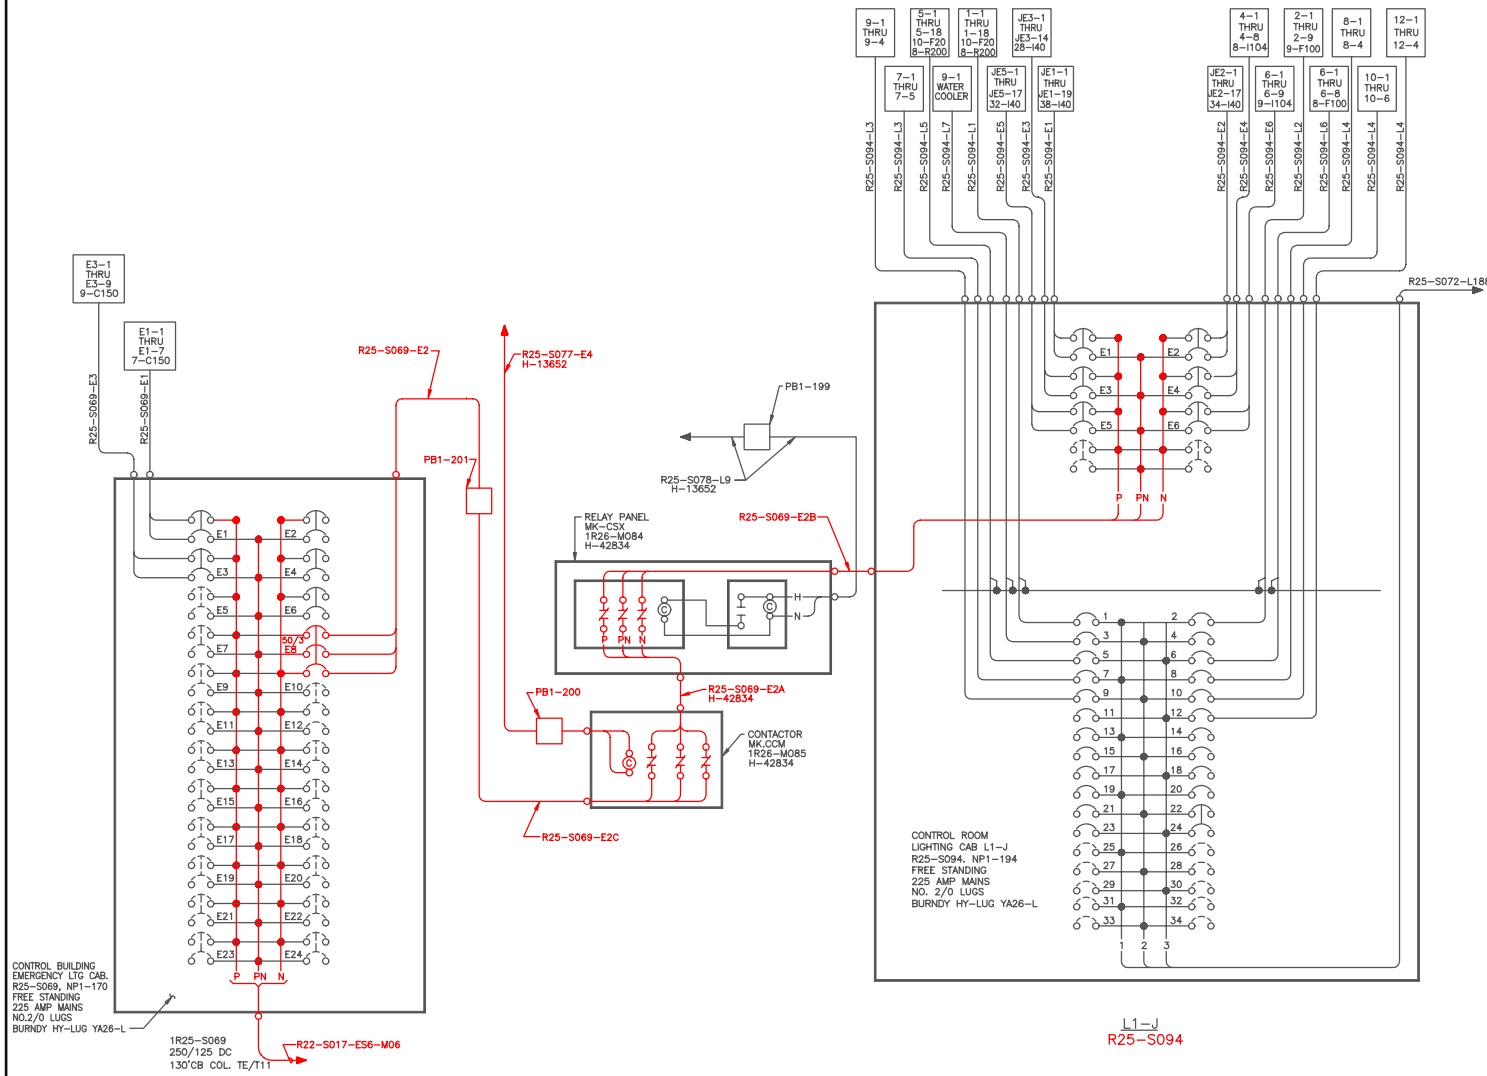 9-1
THRU
9-4
5-1
THRU
5-18
10-F20
8-R200
1-1
THRU
1-18
10-F20
8-R200
JE3-1
THRU
JE3-14
28-I40
4-1
THRU
4-8
8-I104
2-1
THRU
2-9
9-F100
8-1
THRU
8-4
12-1
THRU
12-4
7-1
THRU
7-5
9-1
WATER
COOLER
JE5-1
THRU
JE5-17
32-I40
JE1-1
THRU
JE1-19
38-I40
JE2-1
THRU
JE2-17
34-I40
6-1
THRU
6-9
9-I104
6-1
THRU
6-8
8-F100
10-1
THRU
10-6
R25-S094-L3
R25-S094-L3
R25-S094-L5
R25-S094-L7
R25-S094-L1
R25-S094-E5
R25-S094-E3
R25-S094-E1
R25-S094-E2
R25-S094-E4
R25-S094-E6
R25-S094-L2
R25-S094-L6
R25-S094-L4
R25-S094-L4
R25-S094-L4
R25-S072-L188
E3-1
THRU
E3-9
9-C150
E1-1
THRU
E1-7
7-C150
R25-S069-E3
R25-S069-E1
R25-S069-E2
R25-S077-E4
H-13652
PB1-201
PB1-199
R25-S078-L9
H-13652
RELAY PANEL
MK-CSX
1R26-M084
H-42834
R25-S069-E2B
P PN N
C
C
H
N
R25-S069-E2A
H-42834
PB1-200
C
CONTACTOR
MK.CCM
1R26-M085
H-42834
R25-S069-E2C
E1 E2
E3 E4
E5 E6
50/3
E7 E8
E9 E10
E11 E12
E13 E14
E15 E16
E17 E18
E19 E20
E21 E22
E23 E24
P PN N
CONTROL BUILDING
EMERGENCY LTG CAB.
R25-S069, NP1-170
FREE STANDING
225 AMP MAINS
NO.2/0 LUGS
BURNDY HY-LUG YA26-L
1R25-S069
250/125 DC
130'CB COL. TE/T11
R22-S017-ES6-M06
E1 E2
E3 E4
E5 E6
P PN N
1 2
3 4
5 6
7 8
9 10
11 12
13 14
15 16
17 18
19 20
21 22
23 24
25 26
27 28
29 30
31 32
33 34
1 2 3
CONTROL ROOM
LIGHTING CAB L1-J
R25-S094. NP1-194
FREE STANDING
225 AMP MAINS
NO. 2/0 LUGS
BURNDY HY-LUG YA26-L
L1-J
R25-S094